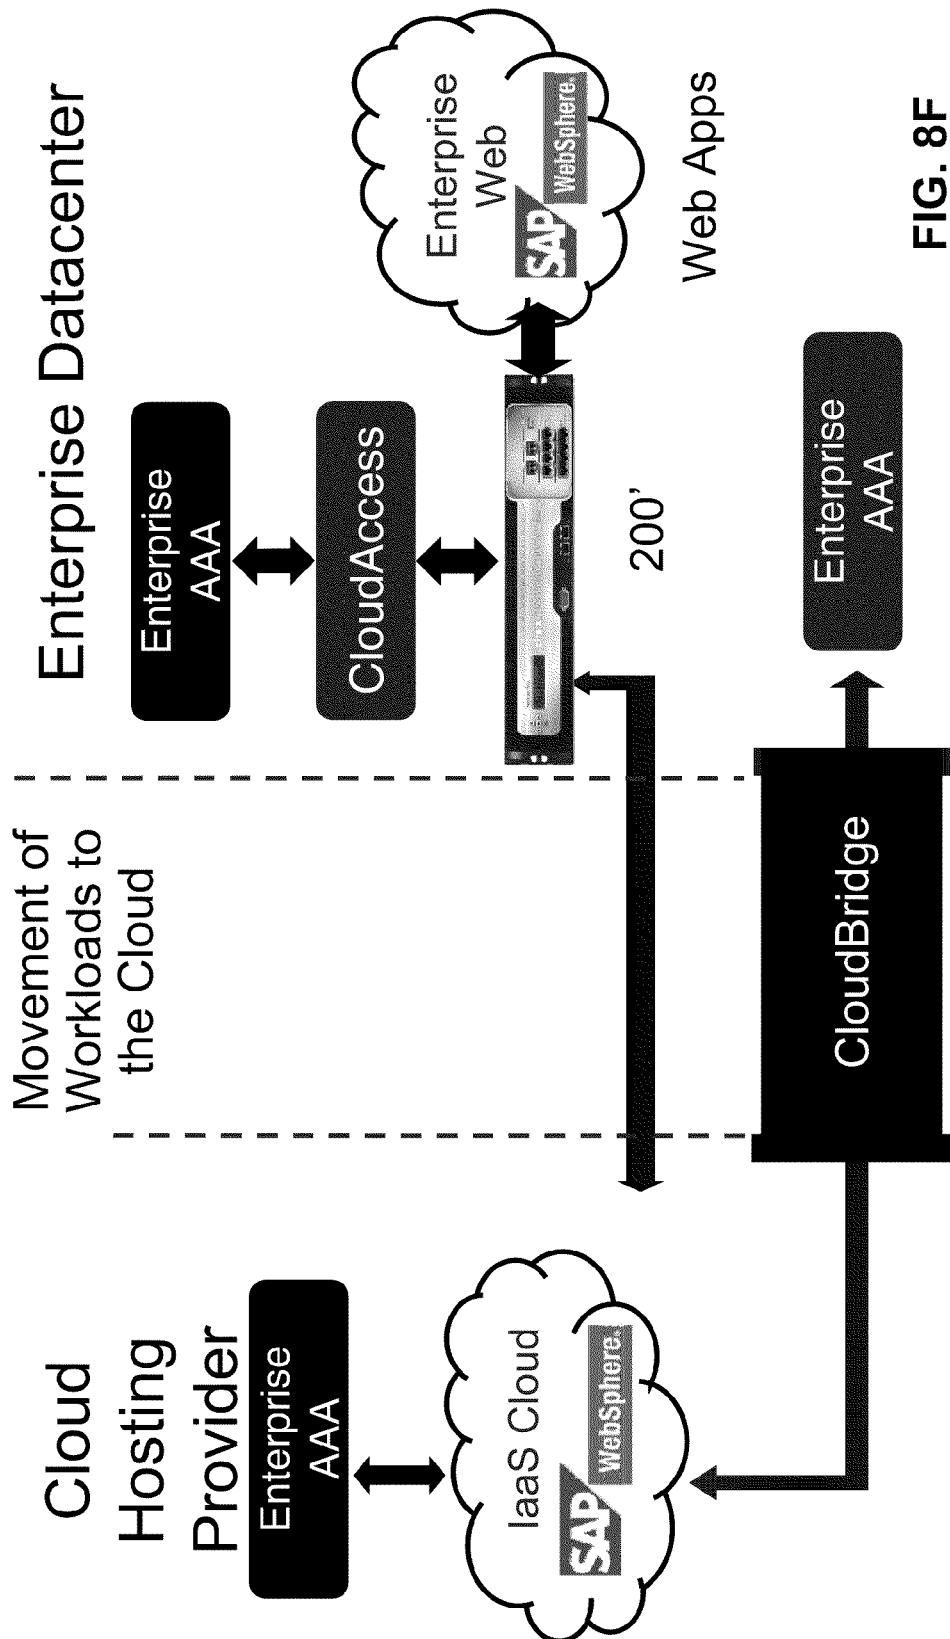 Cloud
Hosting
Provider
Enterprise
AAA
IaaS Cloud
SAP
WebSphere.
Movement of
Workloads to
the Cloud
CloudBridge
Enterprise Datacenter
Enterprise
AAA
CloudAccess
200’
Enterprise
Web
SAP
WebSphere.
Web Apps
Enterprise
AAA
FIG. 8F